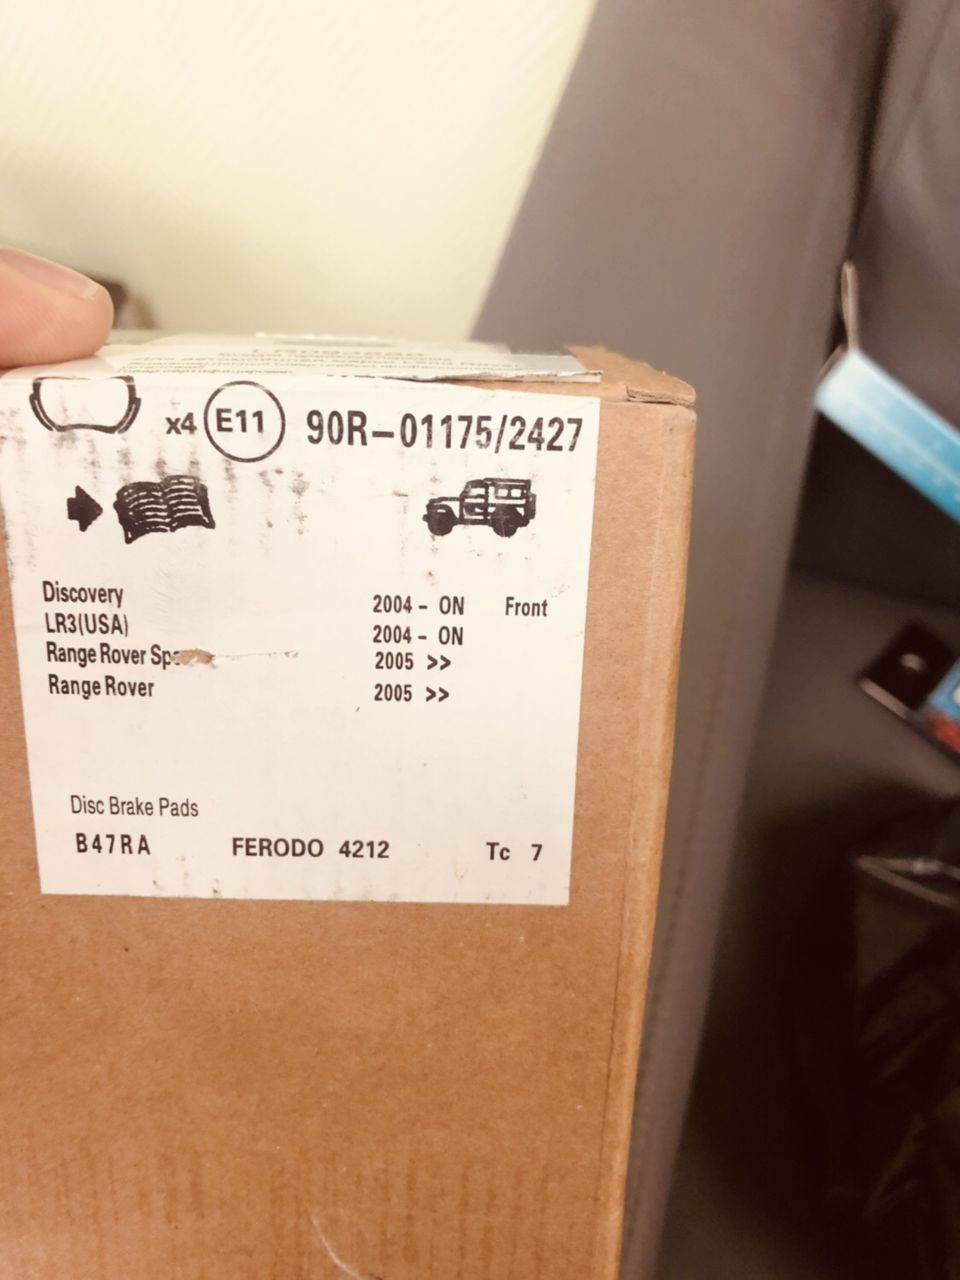 x4 E11 90R-01175/2427
Discovery 2004 - ON Front
LR3(USA) 2004 - ON
Range Rover Sp 2005 >>
Range Rover 2005 >>
Disc Brake Pads
B47RA FERODO 4212 Tc 7